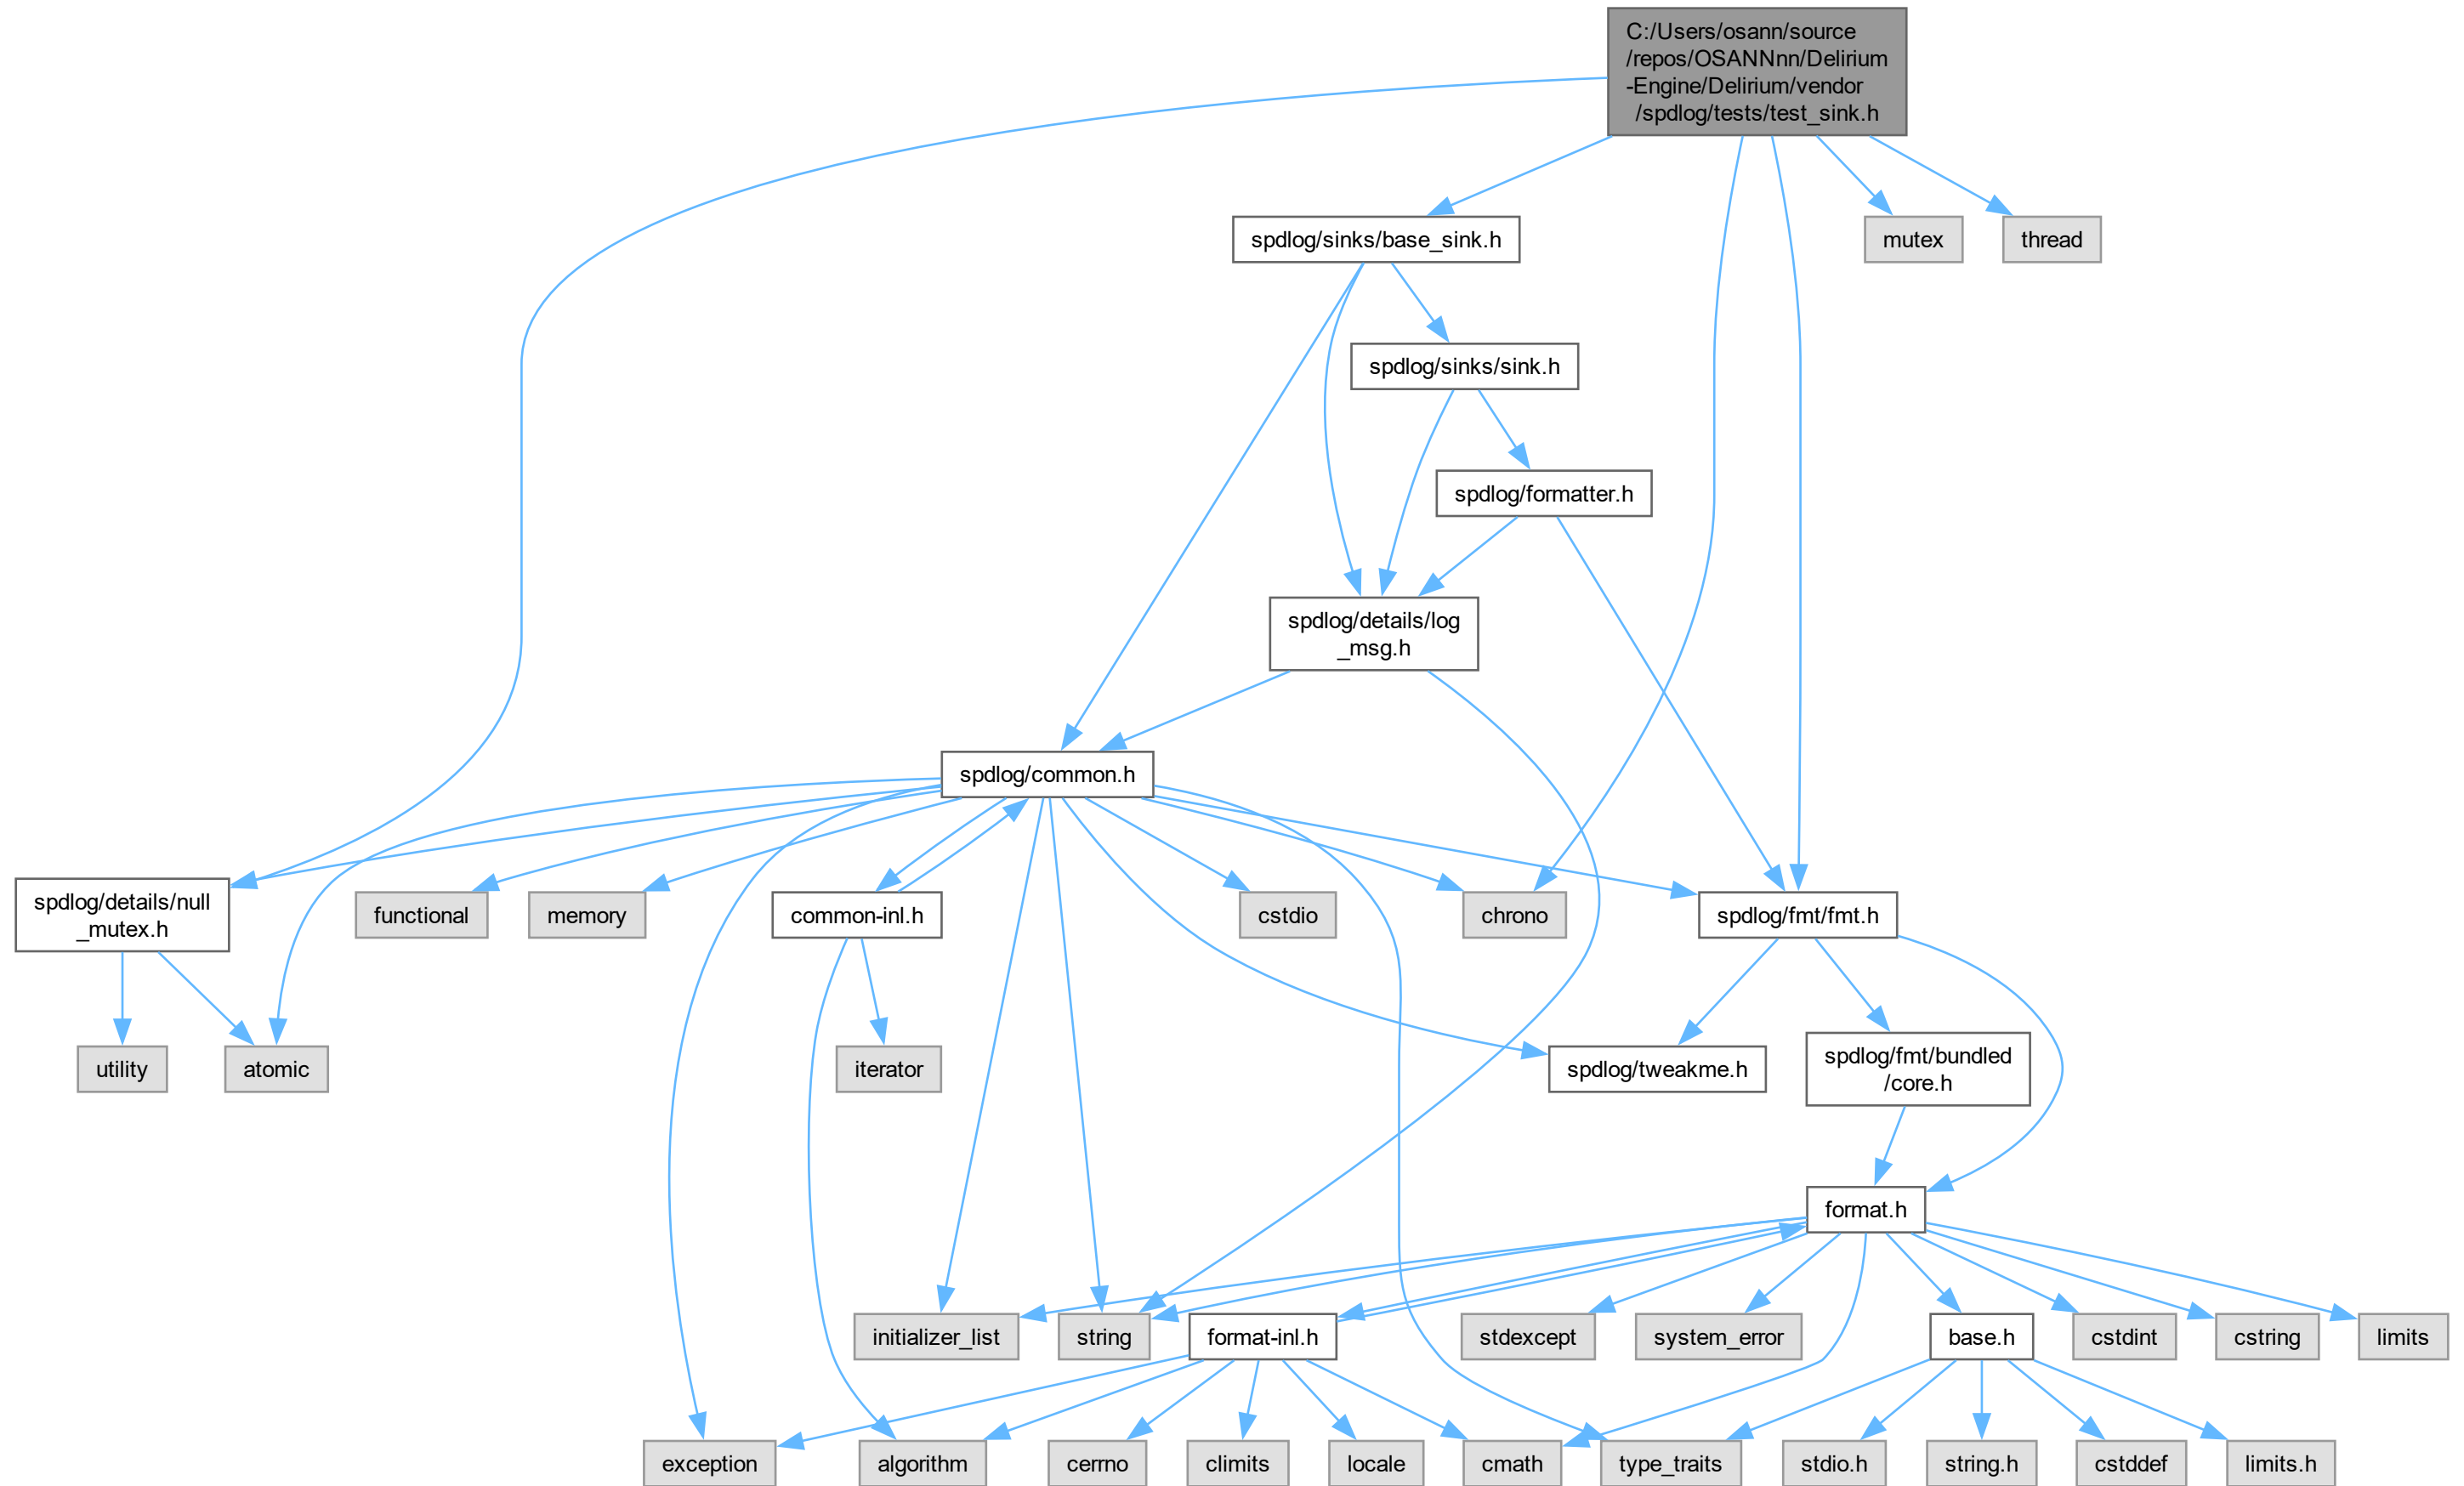 C:/Users/osann/source
/repos/OSANNnn/Delirium
-Engine/Delirium/vendor
/spdlog/tests/test_sink.h
spdlog/sinks/base_sink.h
mutex
thread
spdlog/sinks/sink.h
spdlog/formatter.h
spdlog/details/log
_msg.h
spdlog/common.h
spdlog/details/null
_mutex.h
functional
memory
common-inl.h
cstdio
chrono
spdlog/fmt/fmt.h
utility
atomic
iterator
spdlog/tweakme.h
spdlog/fmt/bundled
/core.h
format.h
initializer_list
string
format-inl.h
stdexcept
system_error
base.h
cstdint
cstring
limits
exception
algorithm
cerrno
climits
locale
cmath
type_traits
stdio.h
string.h
cstddef
limits.h